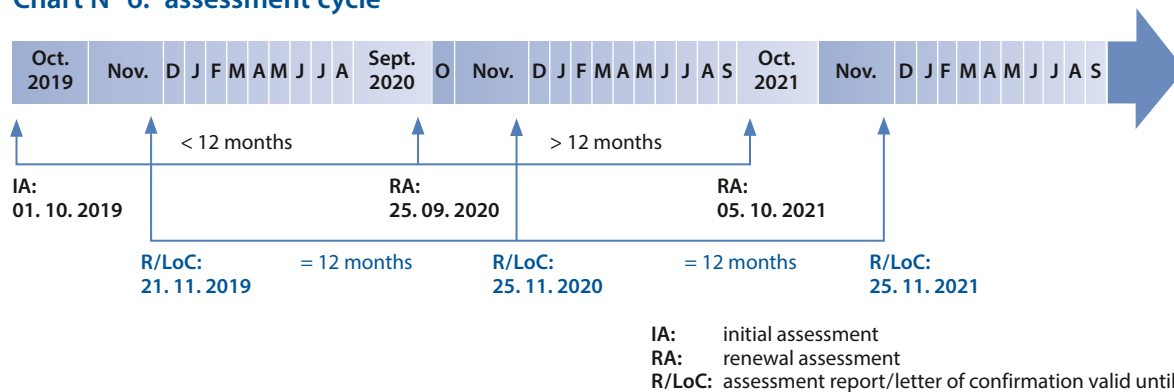 Chart N° 6: assessment cycle
Oct. 2019 Nov. D J F M A M J J A Sept. 2020 O Nov. D J F M A M J J A S Oct. 2021 Nov. D J F M A M J J A S
< 12 months > 12 months
IA: RA: RA:
01. 10. 2019 25. 09. 2020 05. 10. 2021
R/LoC: = 12 months R/LoC: = 12 months R/LoC:
21. 11. 2019 25. 11. 2020 25. 11. 2021
IA: initial assessment
RA: renewal assessment
R/LoC: assessment report/letter of confirmation valid until